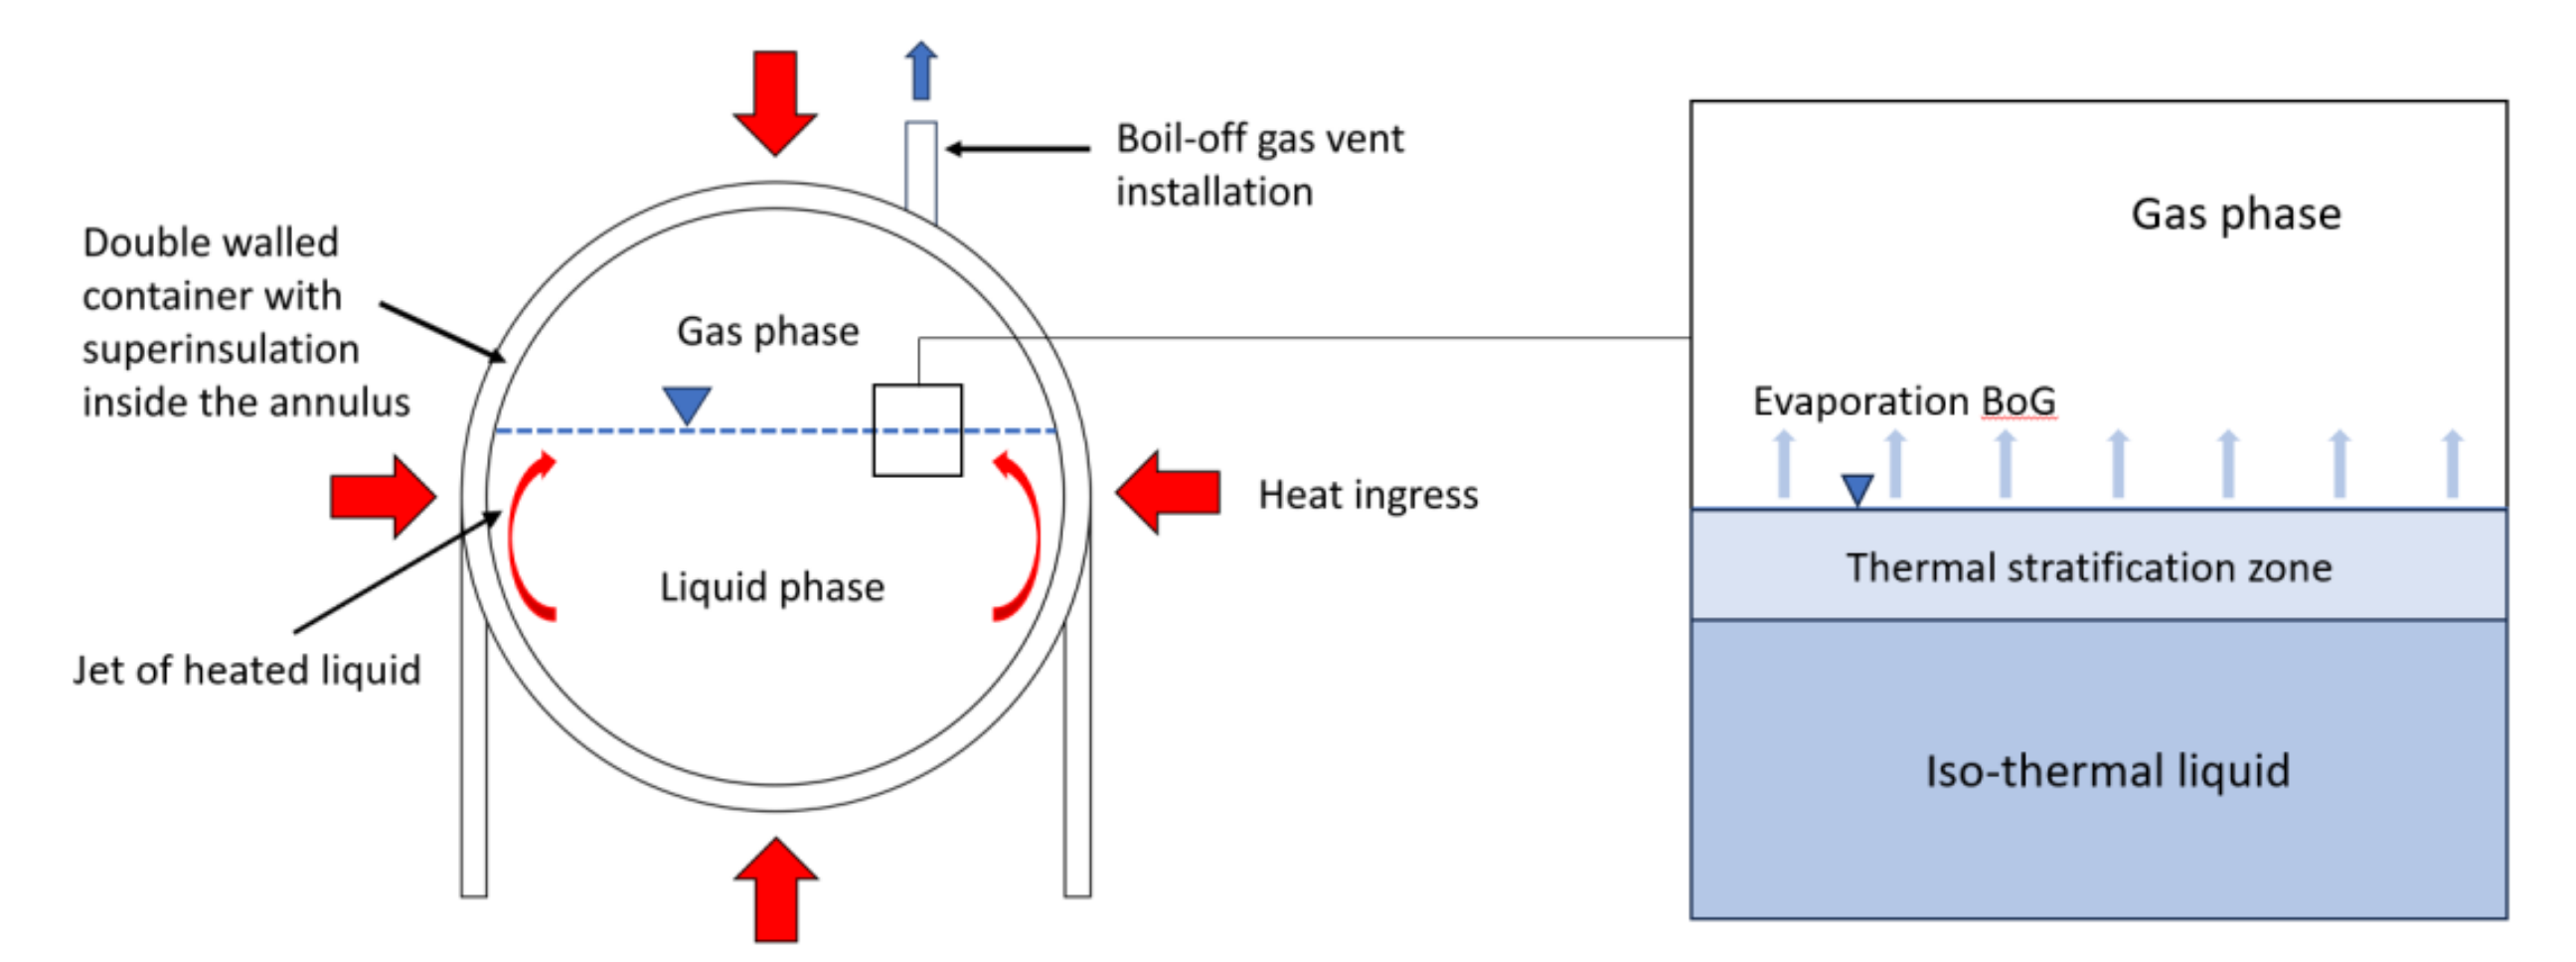 Boil-off gas vent
installation
Double walled
container with
superinsulation
inside the annulus
Gas phase
Heat ingress
Liquid phase
Jet of heated liquid
Gas phase
Evaporation BoG
Thermal stratification zone
Iso-thermal liquid